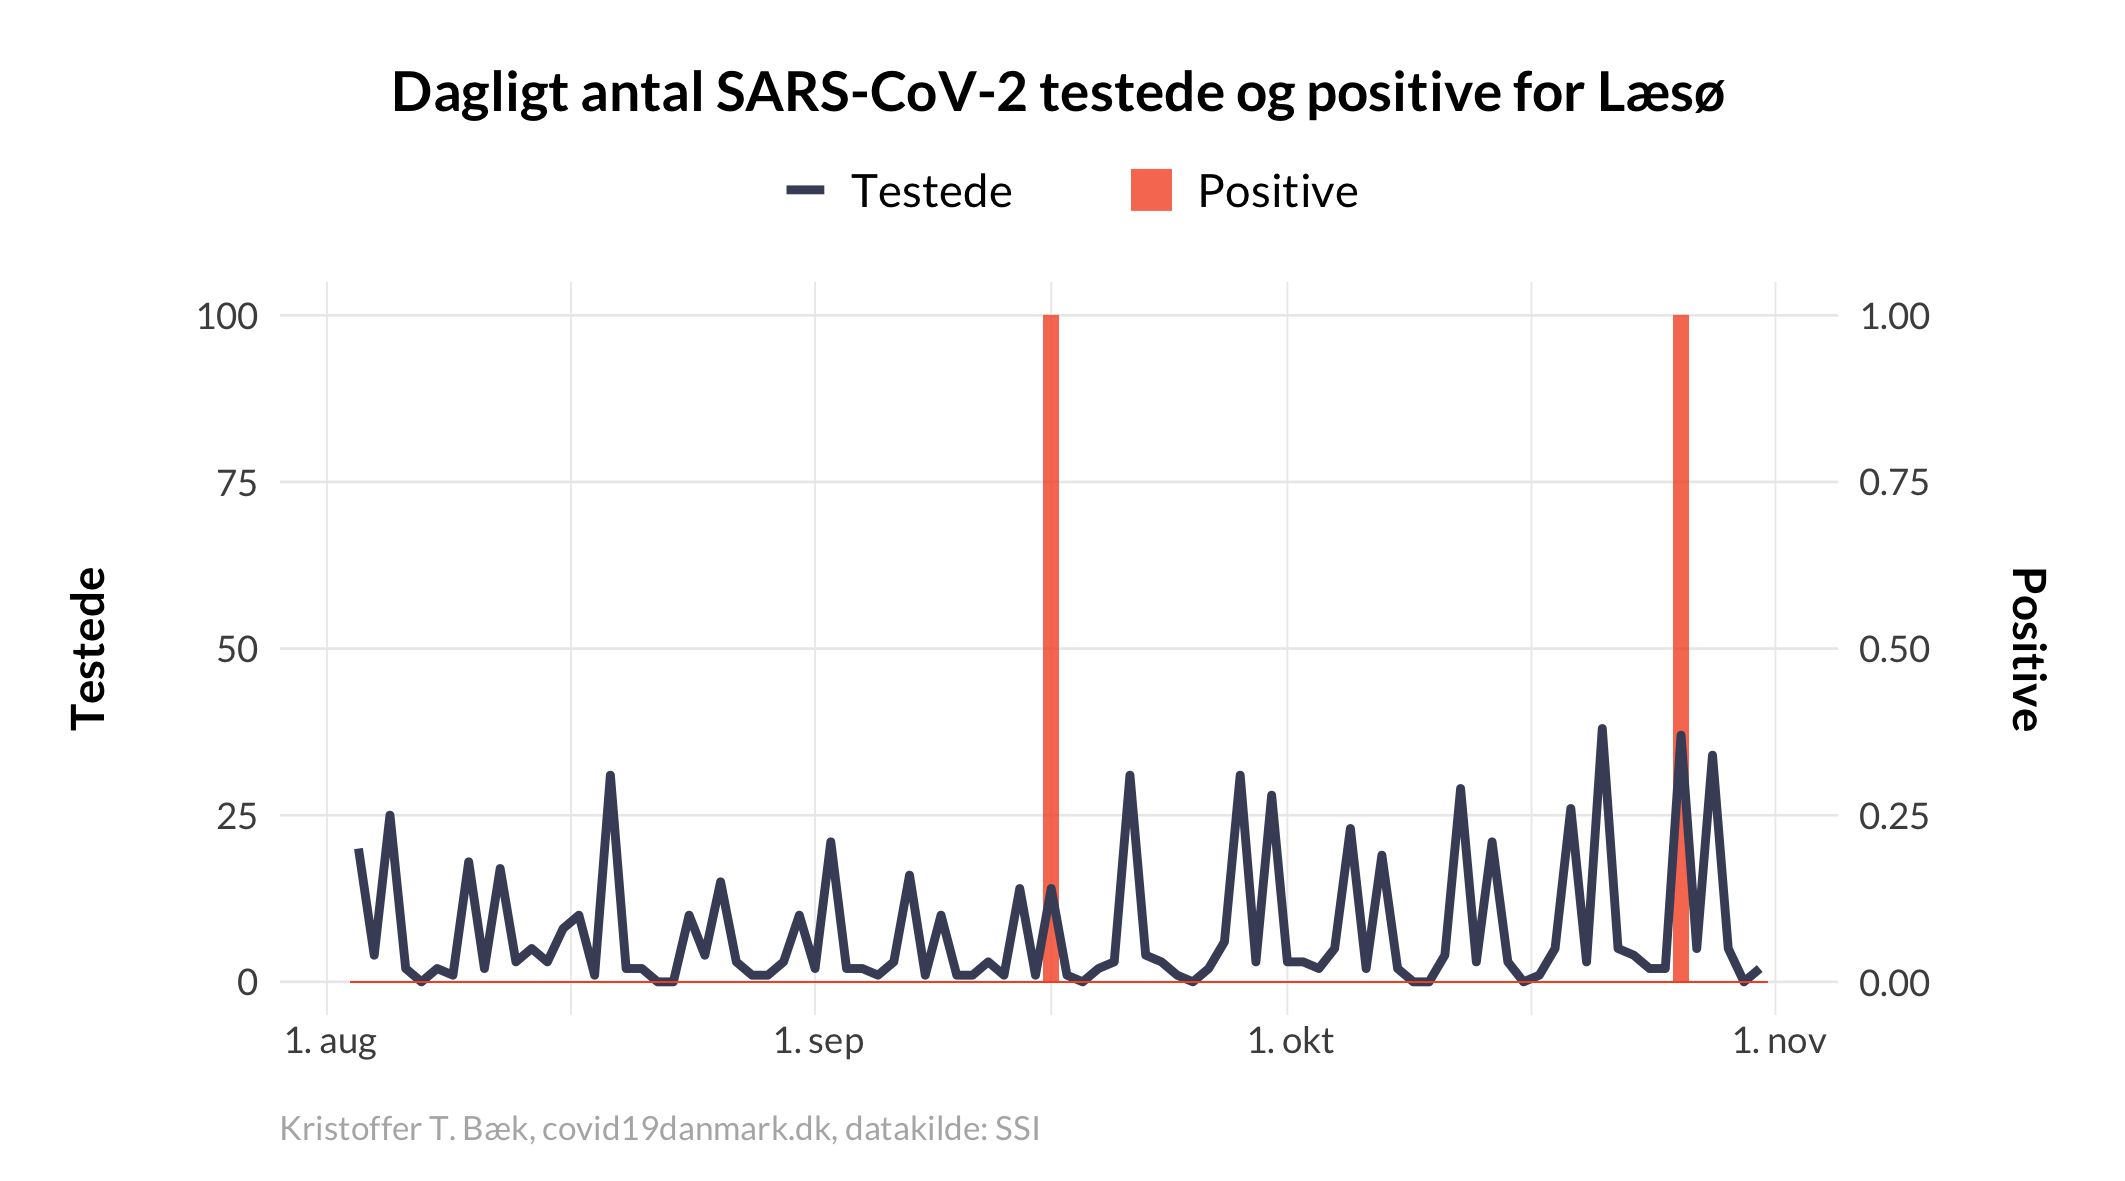 Dagligt antal SARS-CoV-2 testede og positive for Læsø
Testede Positive
100 1.00
75 0.75
50 0.50
25 0.25
0 0.00
Testede
Positive
1. aug 1. sep 1. okt 1. nov
Kristoffer T. Bæk, covid19danmark.dk, datakilde: SSI